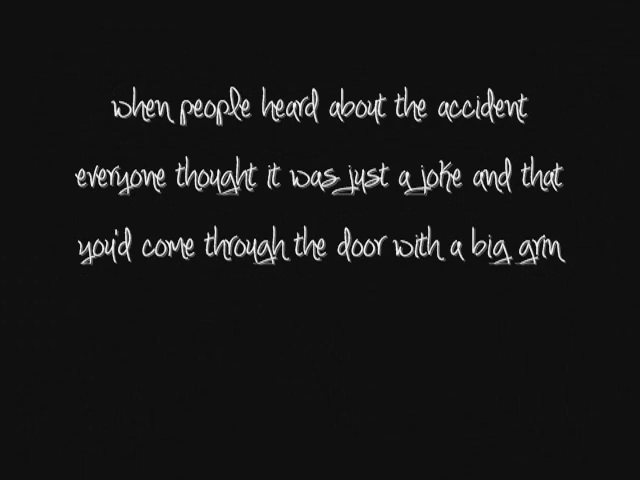 when people heard about the accident
everyone thought it was just a joke and that
you'd come through the door with a big grin